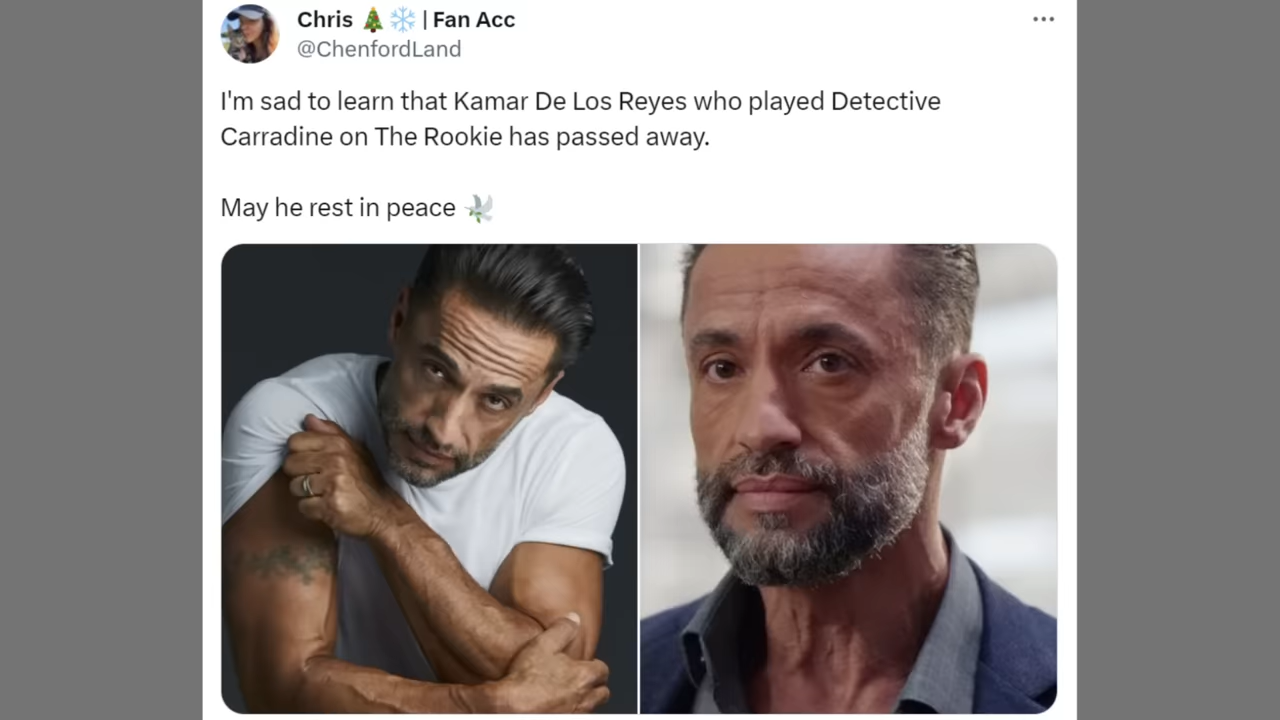 Chris 🎄❄️ | Fan Acc
@ChenfordLand
I'm sad to learn that Kamar De Los Reyes who played Detective
Carradine on The Rookie has passed away.
May he rest in peace 🕊️